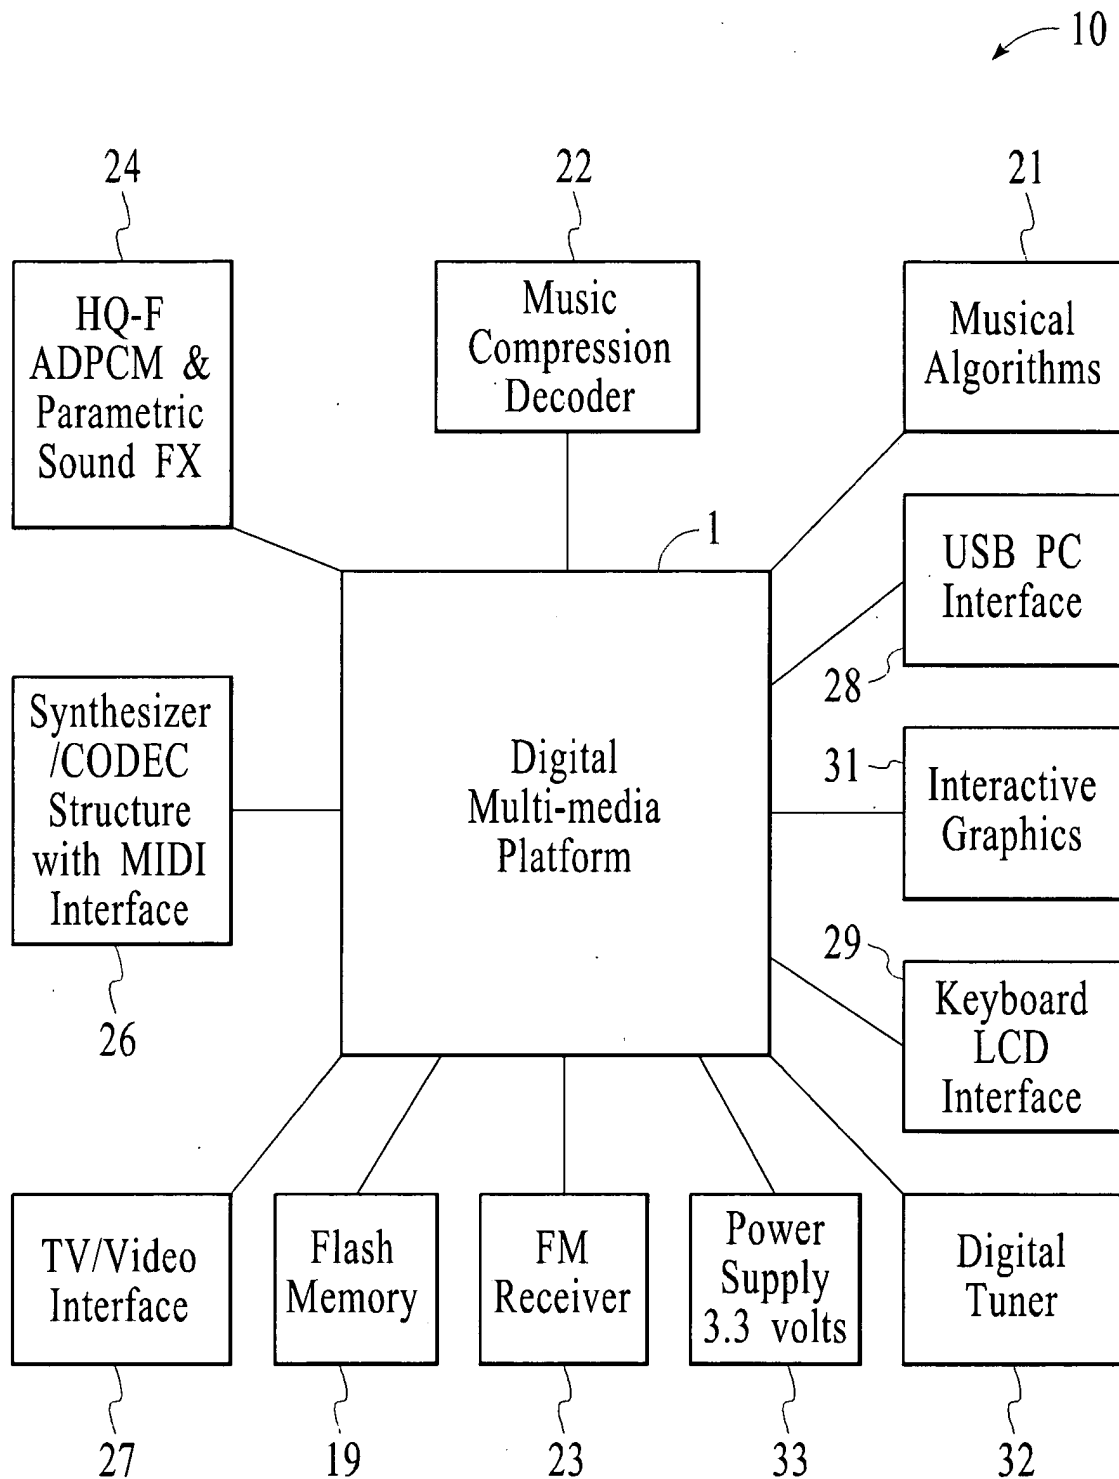 10
24
22
21
HQ-F
ADPCM &
Parametric
Sound FX
Music
Compression
Decoder
Musical
Algorithms
1
USB PC
Interface
28
Synthesizer
/CODEC
Structure
with MIDI
Interface
26
Digital
Multi-media
Platform
31
Interactive
Graphics
29
Keyboard
LCD
Interface
TV/Video
Interface
Flash
Memory
FM
Receiver
Power
Supply
3.3 volts
Digital
Tuner
27
19
23
33
32